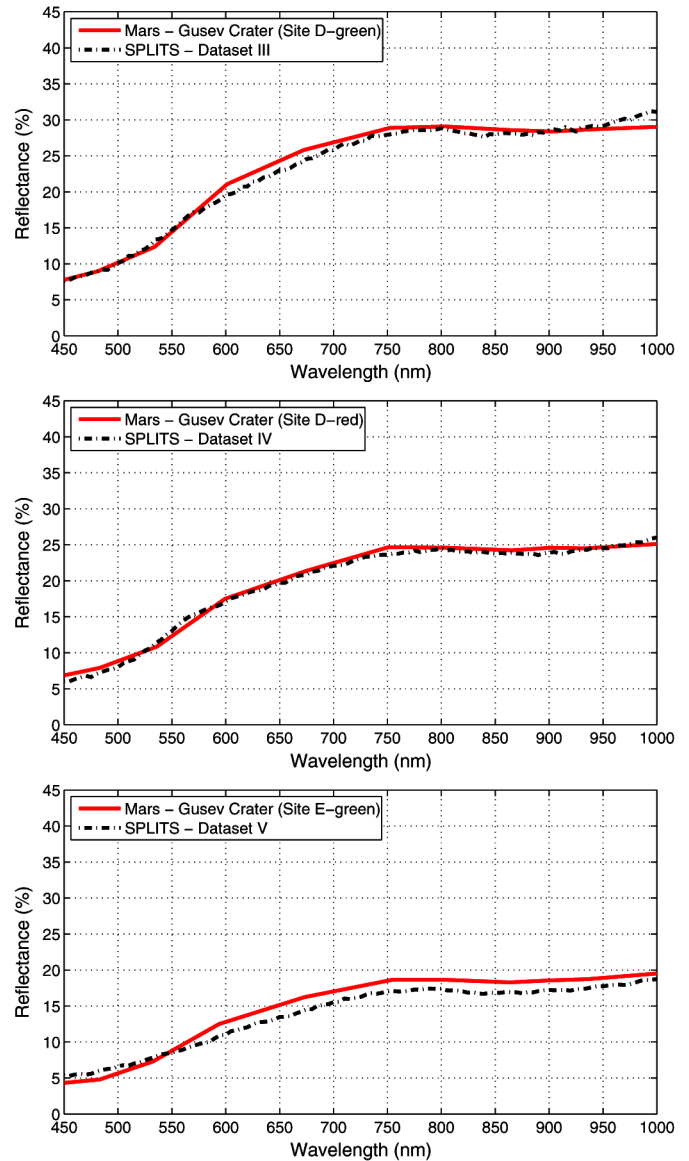 Mars − Gusev Crater (Site D−green)
SPLITS − Dataset III
45
40
35
30
25
20
15
10
5
0
Reflectance (%)
450 500 550 600 650 700 750 800 850 900 950 1000
Wavelength (nm)
Mars − Gusev Crater (Site D−red)
SPLITS − Dataset IV
45
40
35
30
25
20
15
10
5
0
Reflectance (%)
450 500 550 600 650 700 750 800 850 900 950 1000
Wavelength (nm)
Mars − Gusev Crater (Site E−green)
SPLITS − Dataset V
45
40
35
30
25
20
15
10
5
0
Reflectance (%)
450 500 550 600 650 700 750 800 850 900 950 1000
Wavelength (nm)